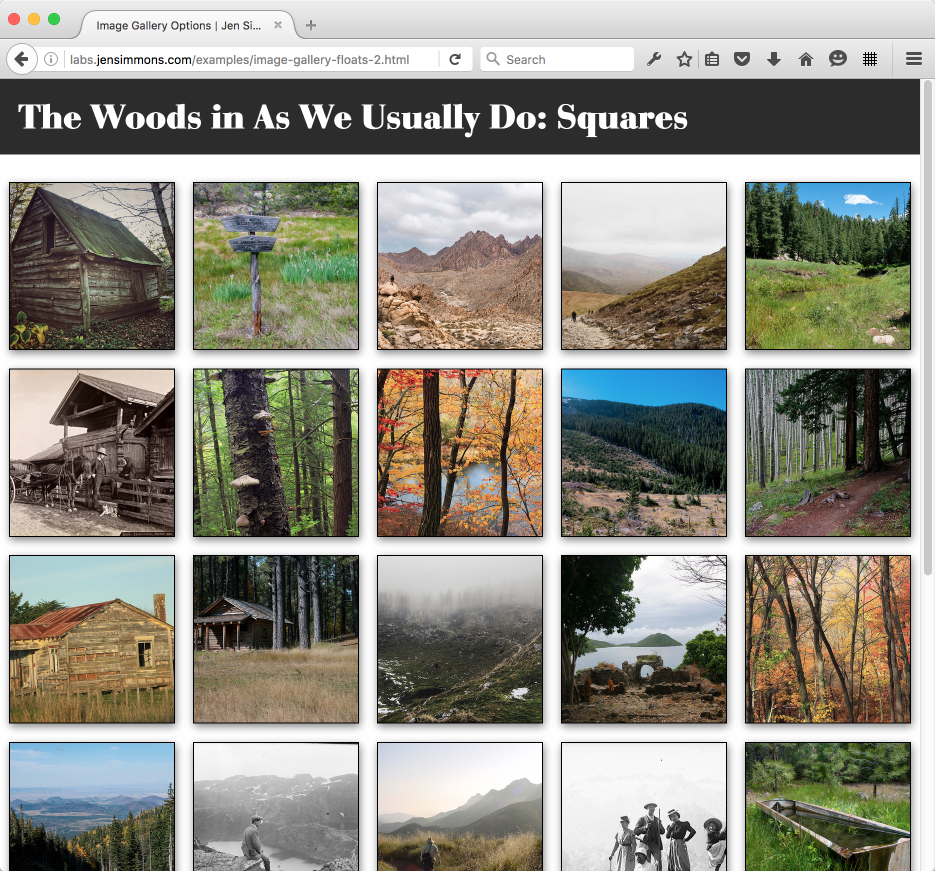 Image Gallery Options | Jen Si...
labs.jensimmons.com/examples/image-gallery-floats-2.html
Search
The Woods in As We Usually Do: Squares